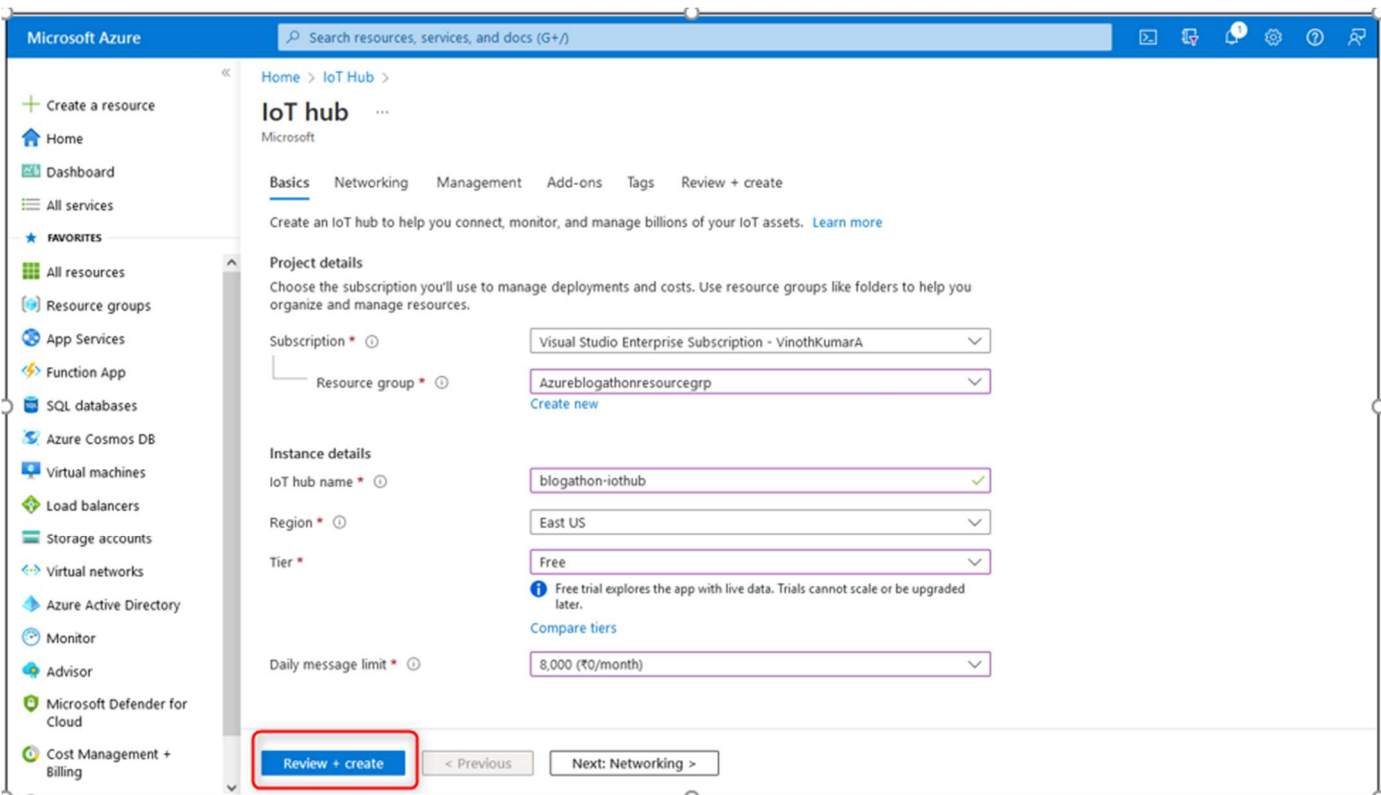 Microsoft Azure
Search resources, services, and docs (G+/)
1
«
Create a resource
Home
Dashboard
All services
FAVORITES
All resources
Resource groups
App Services
Function App
SQL databases
Azure Cosmos DB
Virtual machines
Load balancers
Storage accounts
Virtual networks
Azure Active Directory
Monitor
Advisor
Microsoft Defender for
Cloud
Cost Management +
Billing
Home > IoT Hub >
IoT hub ...
Microsoft
Basics Networking Management Add-ons Tags Review + create
Create an IoT hub to help you connect, monitor, and manage billions of your IoT assets. Learn more
Project details
Choose the subscription you'll use to manage deployments and costs. Use resource groups like folders to help you
organize and manage resources.
Subscription * Visual Studio Enterprise Subscription - VinothKumarA
Resource group * Azureblogathonresourcegrp
Create new
Instance details
IoT hub name * blogathon-iothub
Region * East US
Tier * Free
Free trial explores the app with live data. Trials cannot scale or be upgraded
later.
Compare tiers
Daily message limit * 8,000 (₹0/month)
Review + create < Previous Next: Networking >